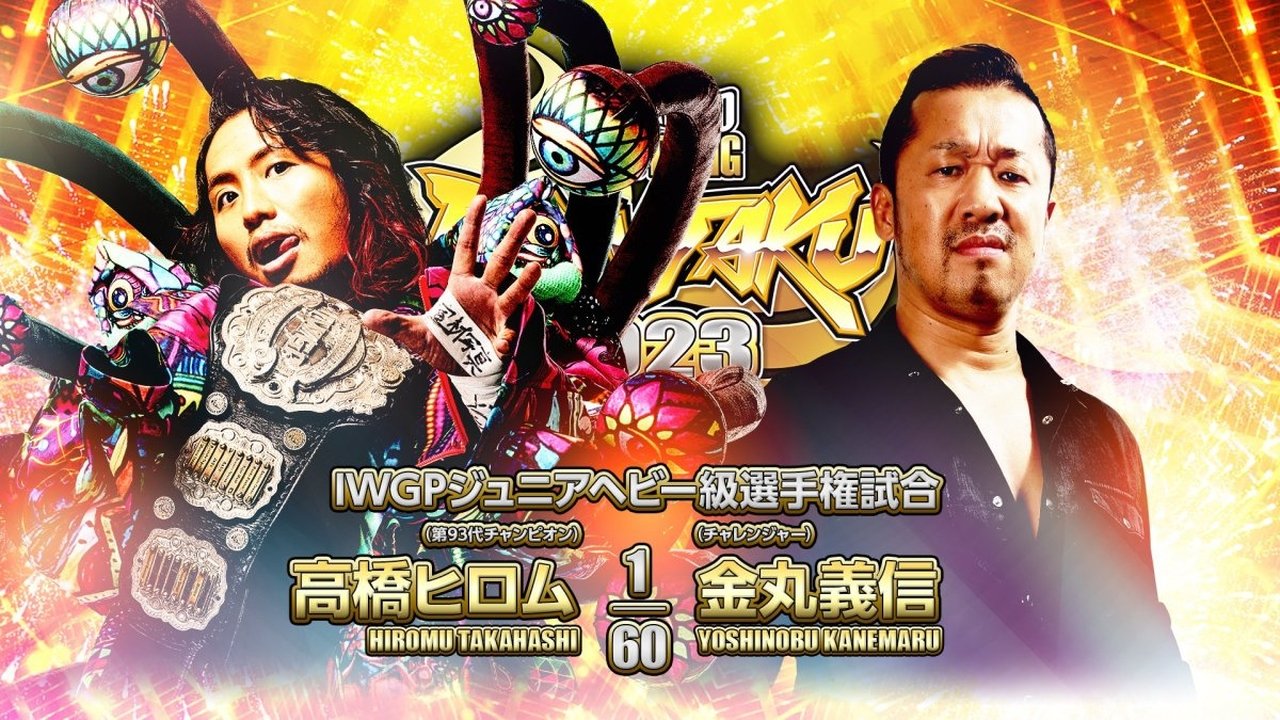 TAKU
2023
IWGPジュニアヘビー級選手権試合
(第93代チャンピオン)
高橋ヒロム
HIROMU TAKAHASHI
1
60
(チャレンジャー)
金丸義信
YOSHINOBU KANEMARU